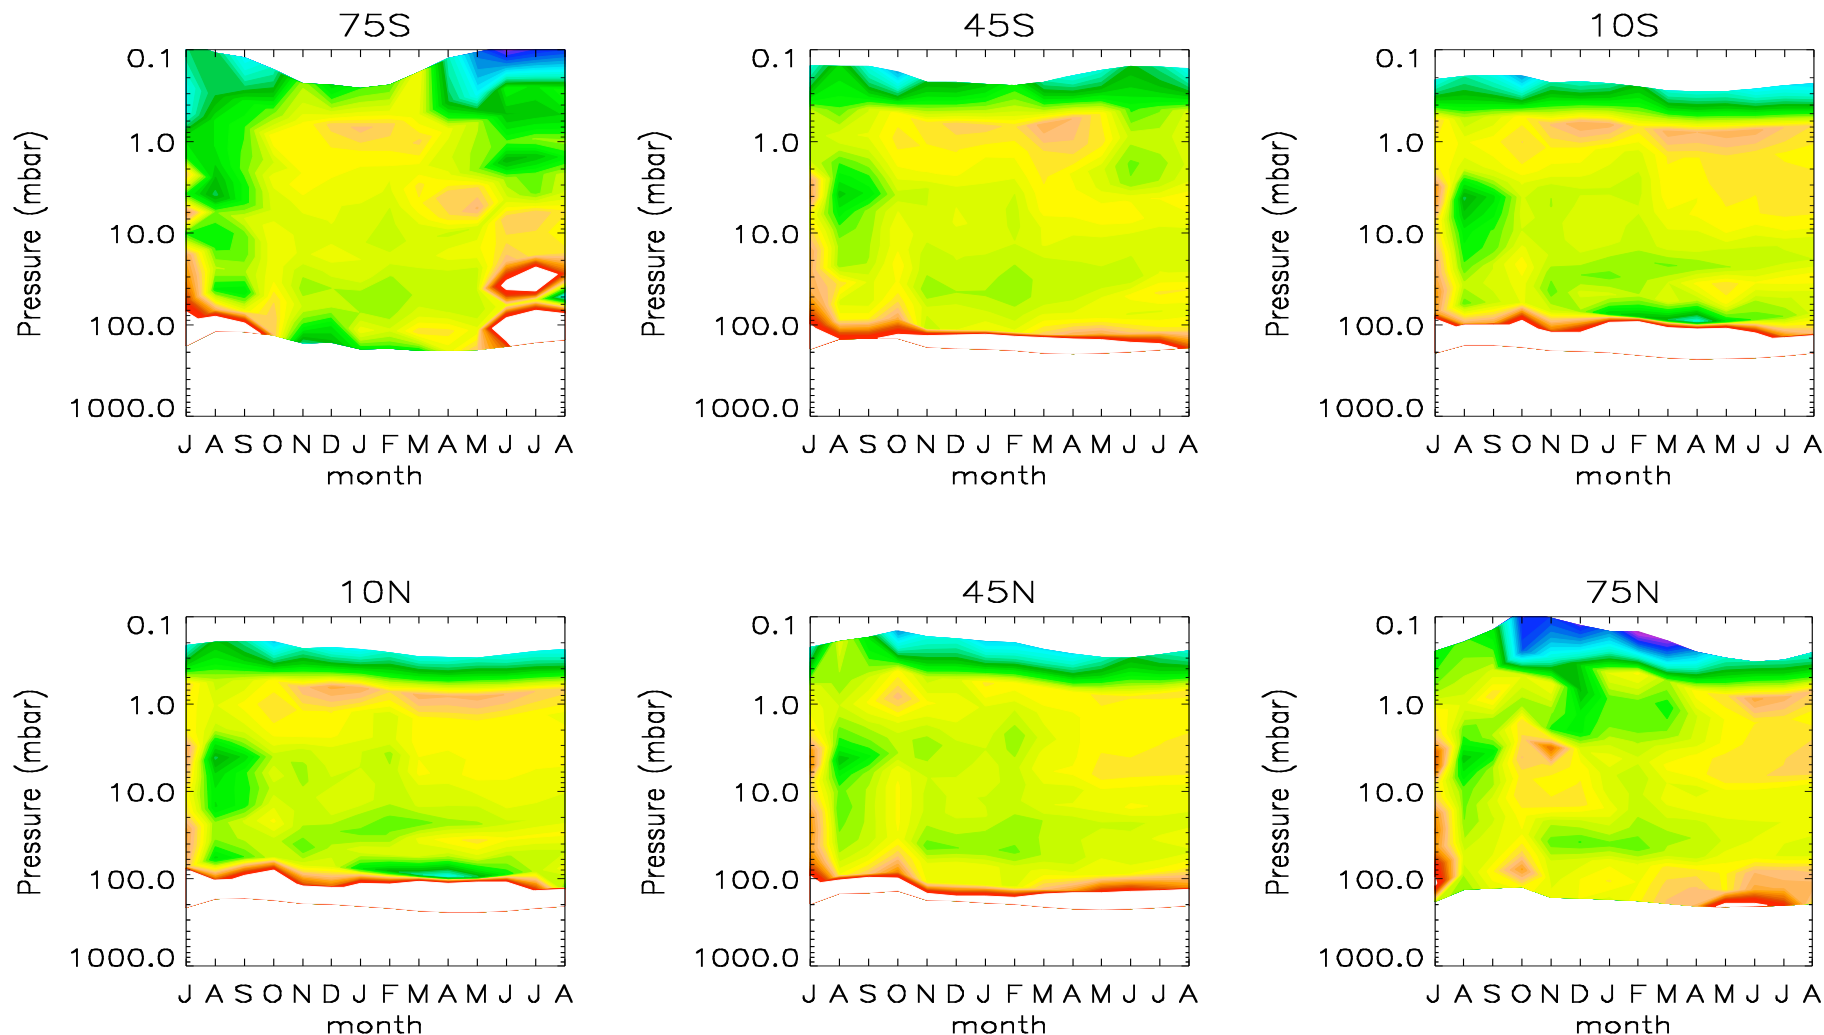 75S
45S
10S
0.1
1.0
10.0
100.0
1000.0
Pressure (mbar)
J A S O N D J F M A M J J A
month
0.1
1.0
10.0
100.0
1000.0
Pressure (mbar)
J A S O N D J F M A M J J A
month
0.1
1.0
10.0
100.0
1000.0
Pressure (mbar)
J A S O N D J F M A M J J A
month
10N
45N
75N
0.1
1.0
10.0
100.0
1000.0
Pressure (mbar)
J A S O N D J F M A M J J A
month
0.1
1.0
10.0
100.0
1000.0
Pressure (mbar)
J A S O N D J F M A M J J A
month
0.1
1.0
10.0
100.0
1000.0
Pressure (mbar)
J A S O N D J F M A M J J A
month